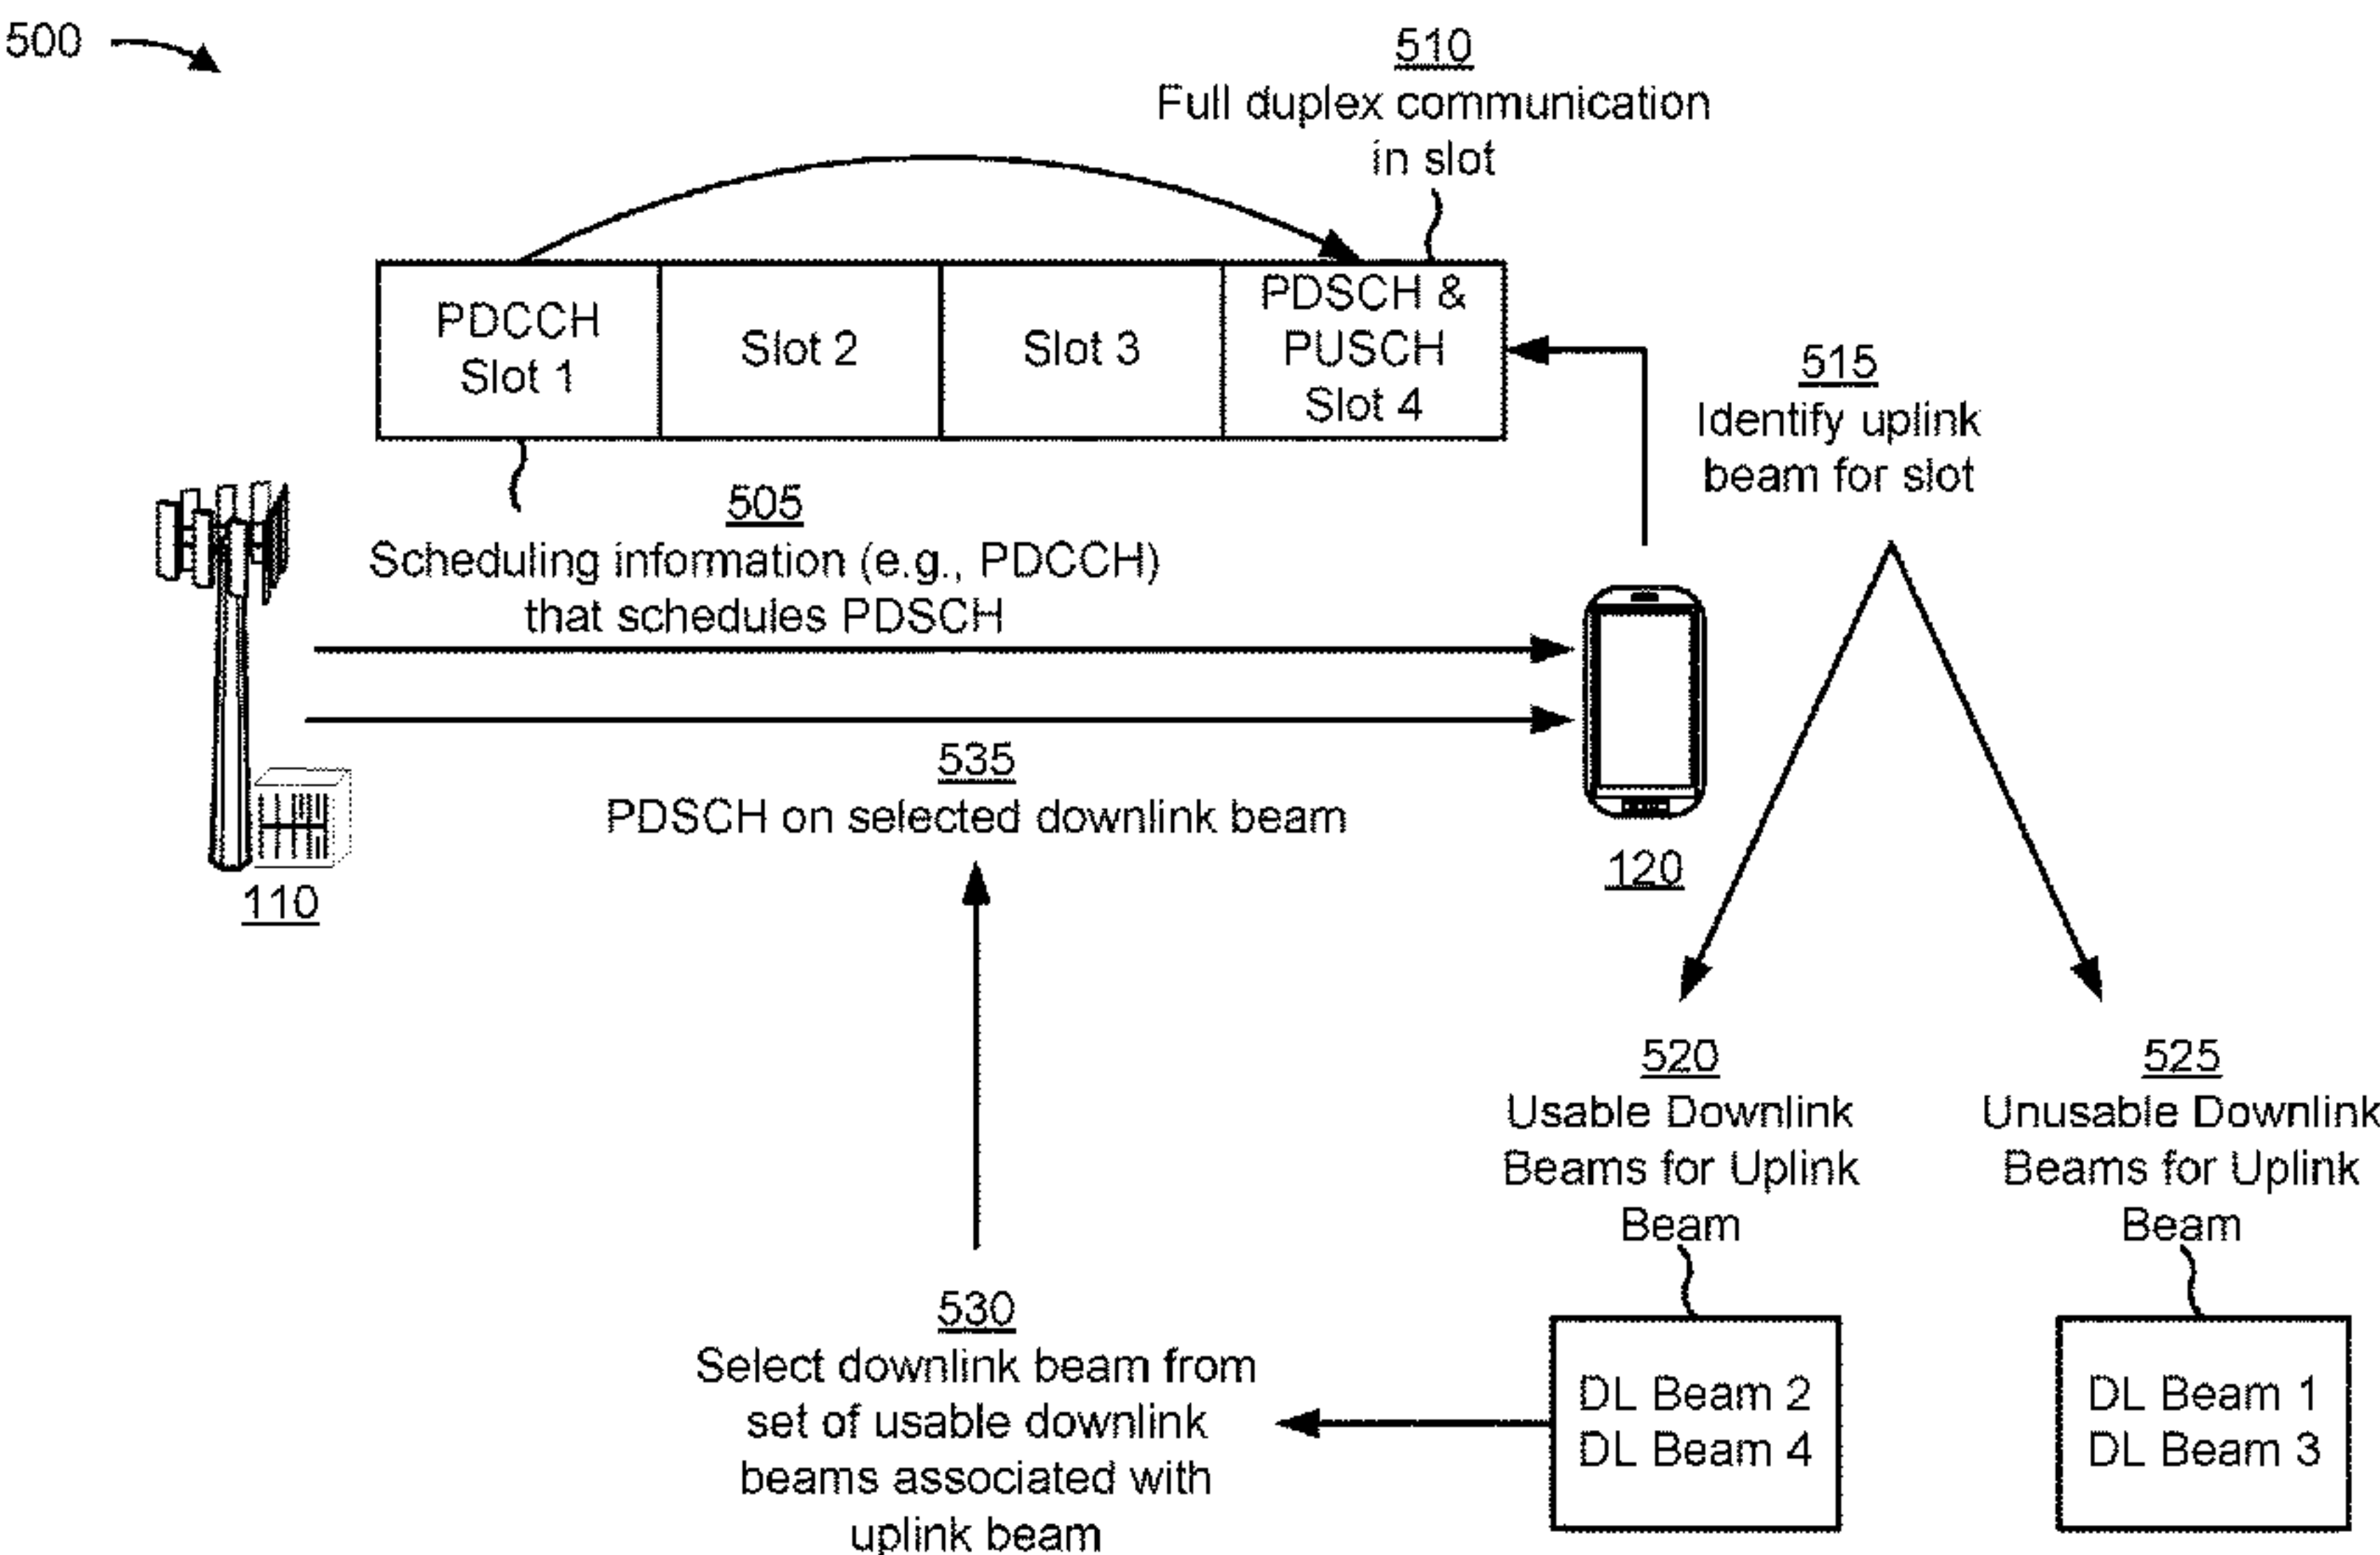 500
510
Full duplex communication
in slot
PDCCH
Slot 1
Slot 2
Slot 3
PDSCH &
PUSCH
Slot 4
515
Identify uplink
beam for slot
505
Scheduling information (e.g., PDCCH)
that schedules PDSCH
535
PDSCH on selected downlink beam
110
120
520
Usable Downlink
Beams for Uplink
Beam
525
Unusable Downlink
Beams for Uplink
Beam
530
Select downlink beam from
set of usable downlink
beams associated with
uplink beam
DL Beam 2
DL Beam 4
DL Beam 1
DL Beam 3